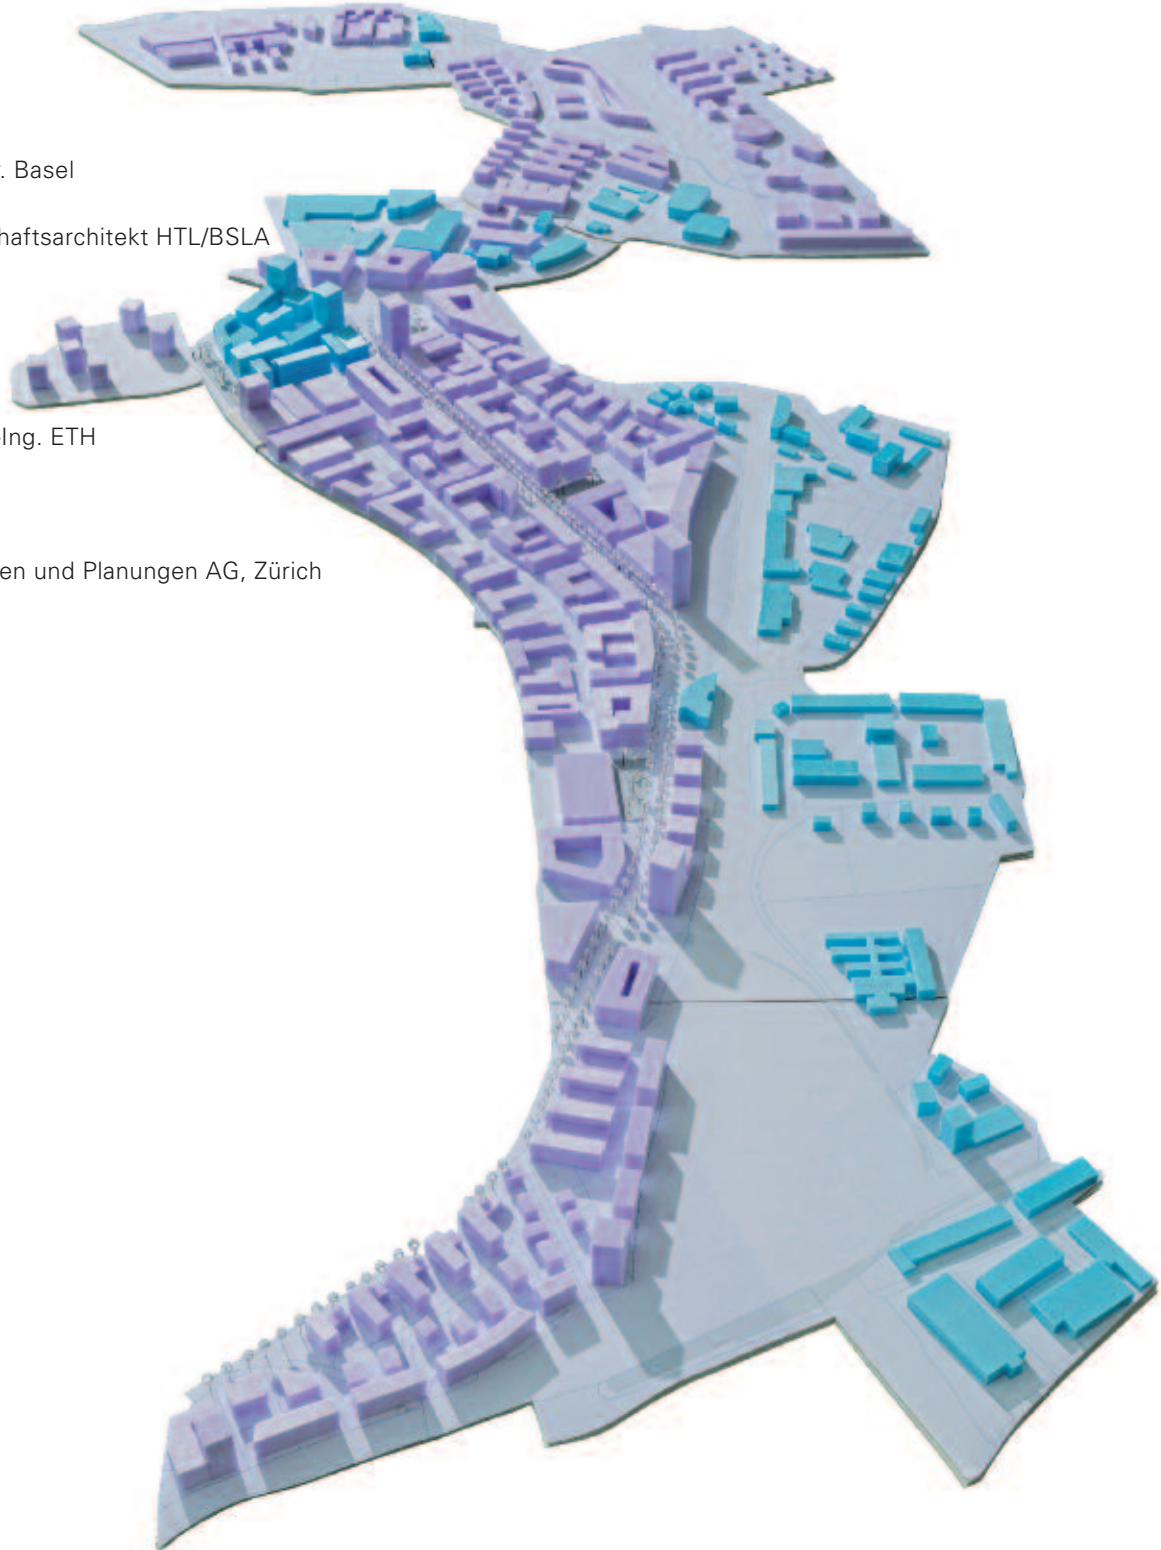 . Basel
haftsarchitekt HTL/BSLA
Ing. ETH
en und Planungen AG, Zürich